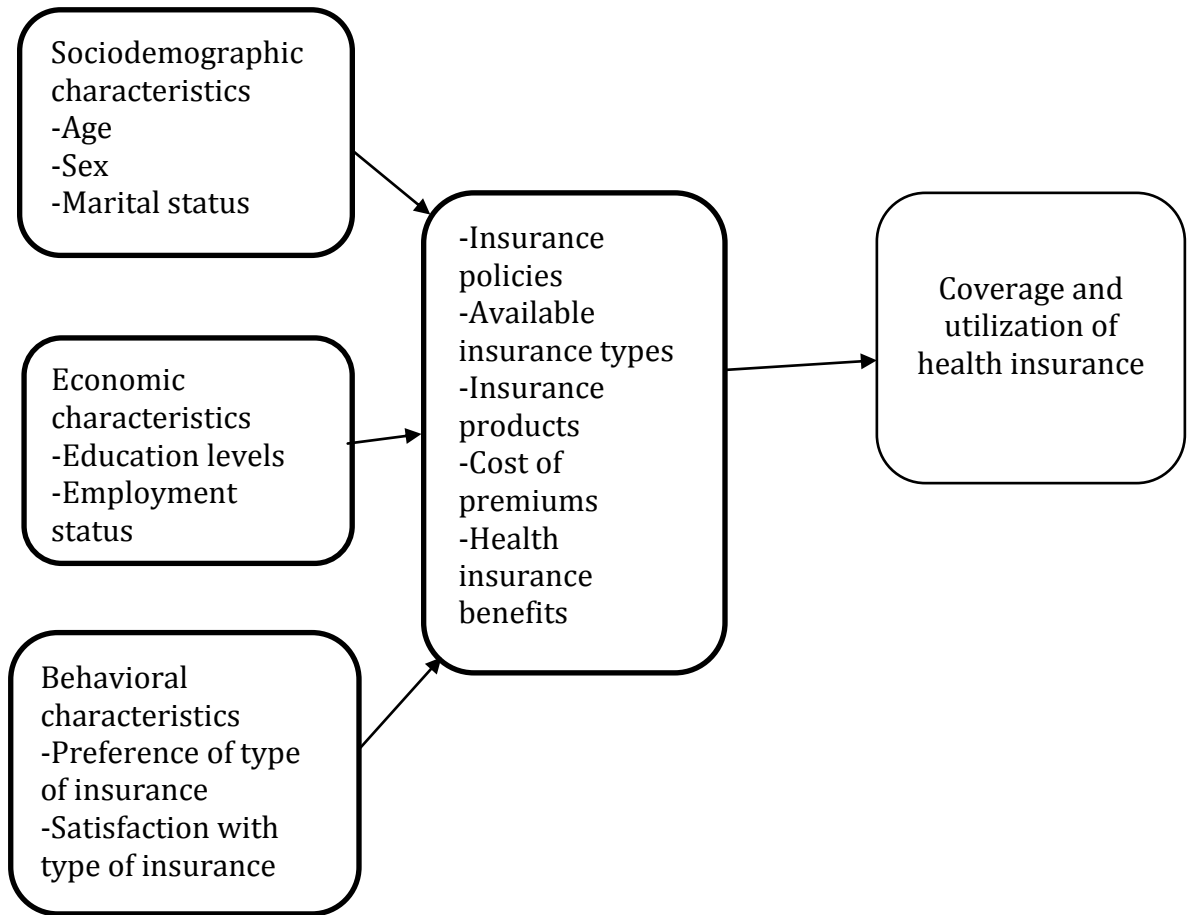 Sociodemographic
characteristics
-Age
-Sex
-Marital status
Economic
characteristics
-Education levels
-Employment
status
Behavioral
characteristics
-Preference of type
of insurance
-Satisfaction with
type of insurance
-Insurance
policies
-Available
insurance types
-Insurance
products
-Cost of
premiums
-Health
insurance
benefits
Coverage and
utilization of
health insurance